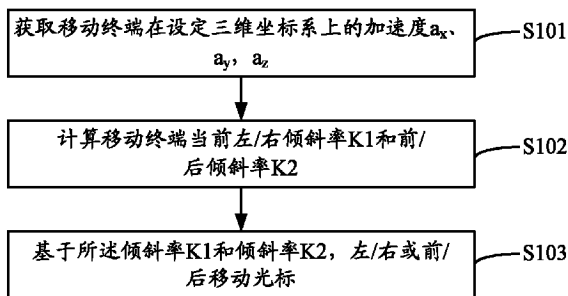 获取移动终端在设定三维坐标系上的加速度aₓ、
a_y，a_z
S101
计算移动终端当前左/右倾斜率K1和前/
后倾斜率K2
S102
基于所述倾斜率K1和倾斜率K2，左/右或前/
后移动光标
S103